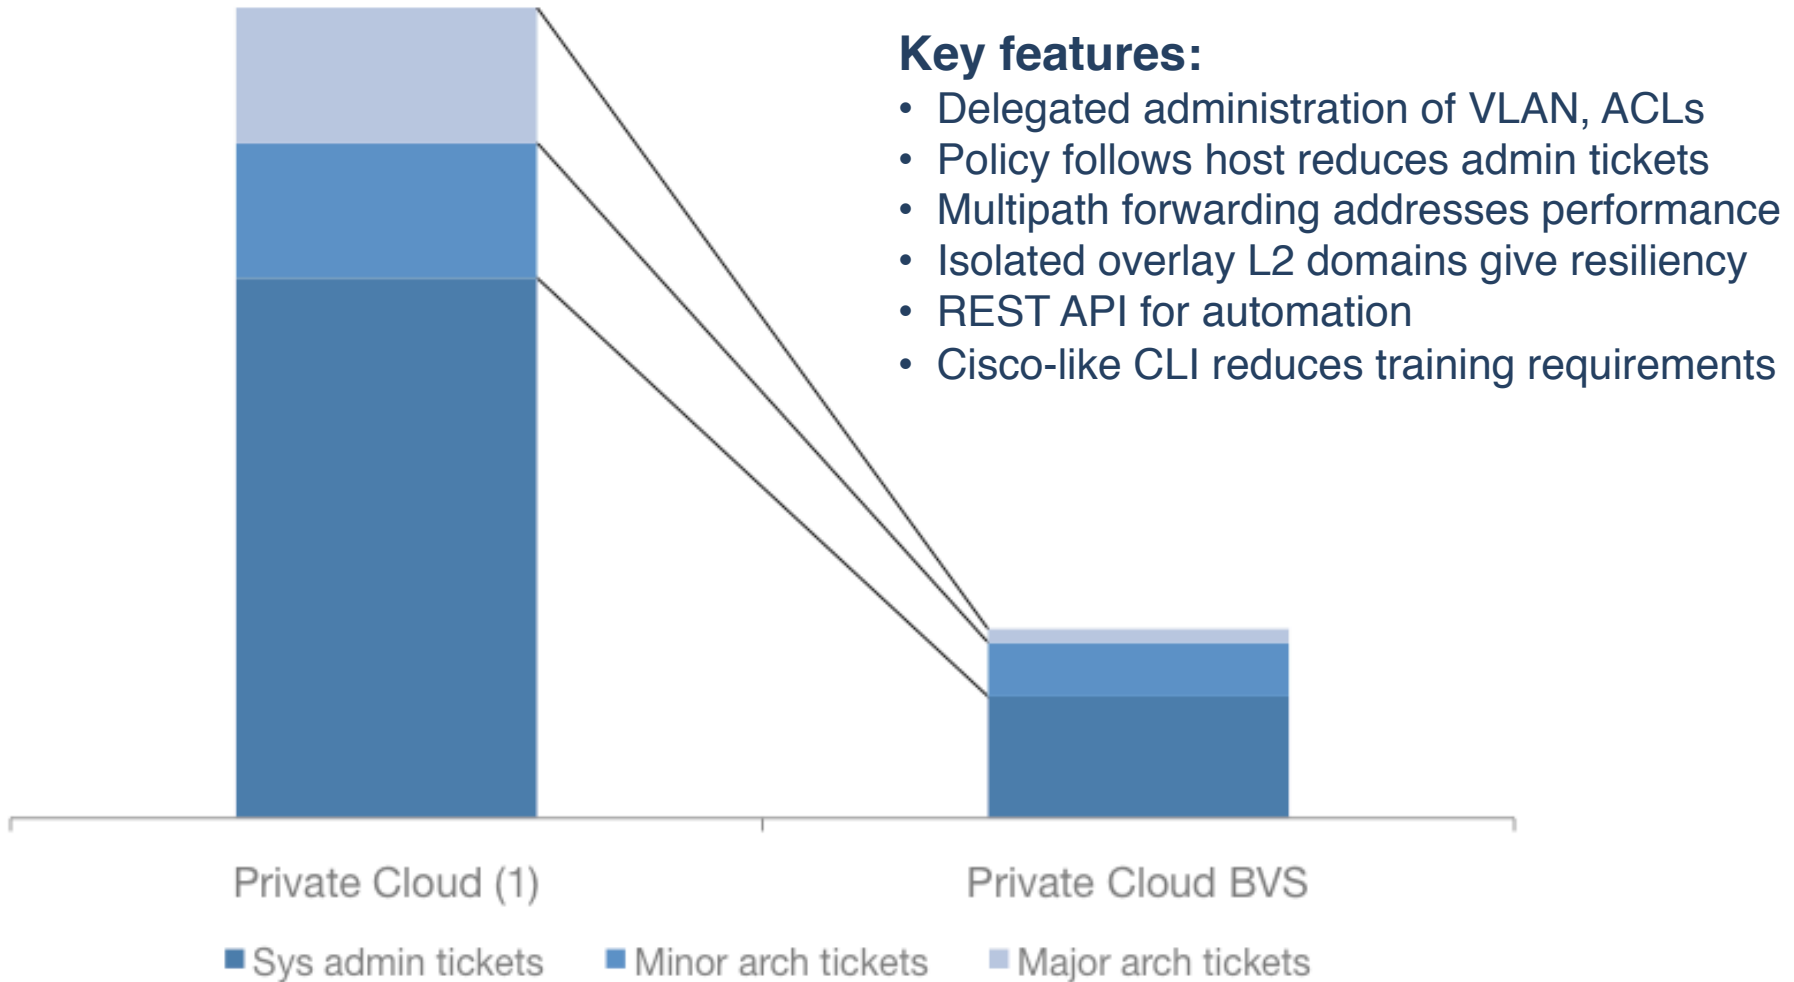 Key features:
• Delegated administration of VLAN, ACLs
• Policy follows host reduces admin tickets
• Multipath forwarding addresses performance
• Isolated overlay L2 domains give resiliency
• REST API for automation
• Cisco-like CLI reduces training requirements
Private Cloud (1) Private Cloud BVS
Sys admin tickets Minor arch tickets Major arch tickets